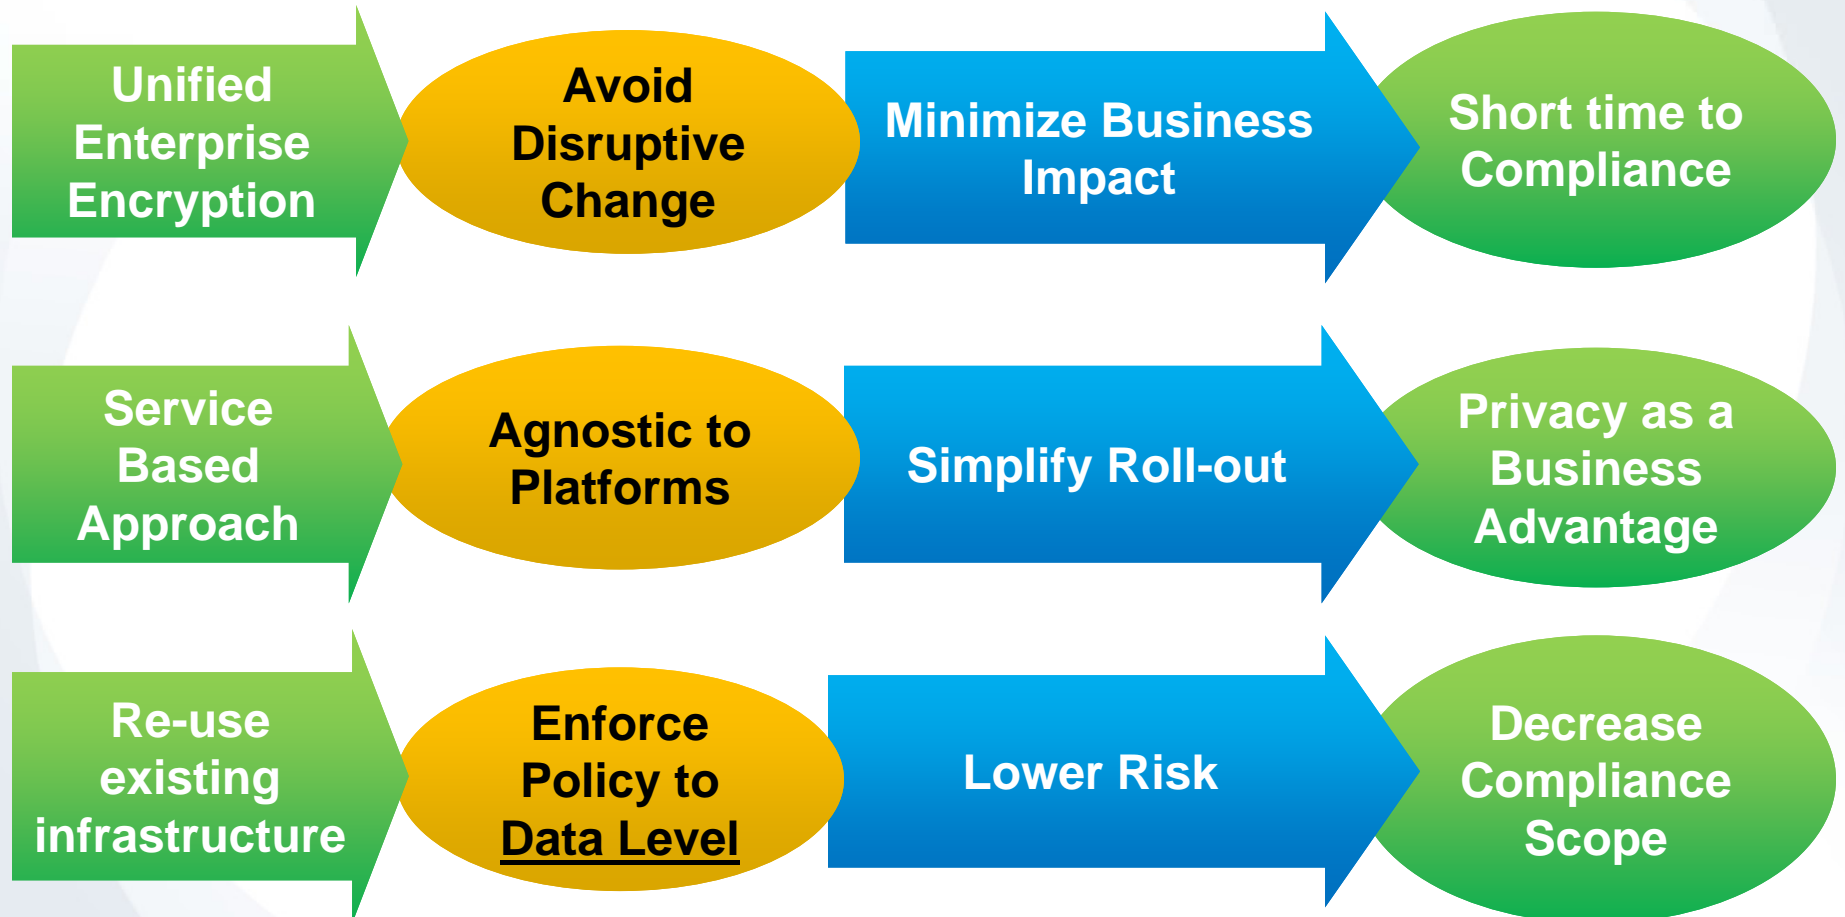 Unified
Enterprise
Encryption
Avoid
Disruptive
Change
Minimize Business
Impact
Short time to
Compliance
Service
Based
Approach
Agnostic to
Platforms
Simplify Roll-out
Privacy as a
Business
Advantage
Re-use
existing
infrastructure
Enforce
Policy to
Data Level
Lower Risk
Decrease
Compliance
Scope